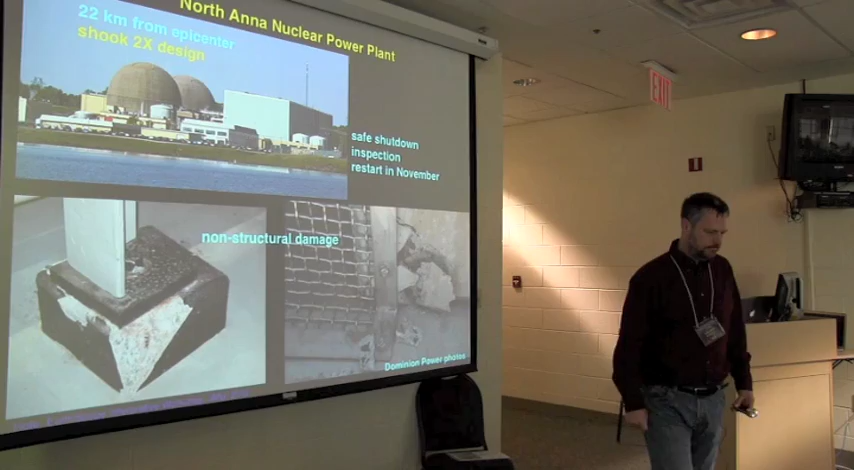 North Anna Nuclear Power Plant
22 km from epicenter
shook 2X design
safe shutdown
inspection
restart in November
non-structural damage
Dominion Power photos
EXIT